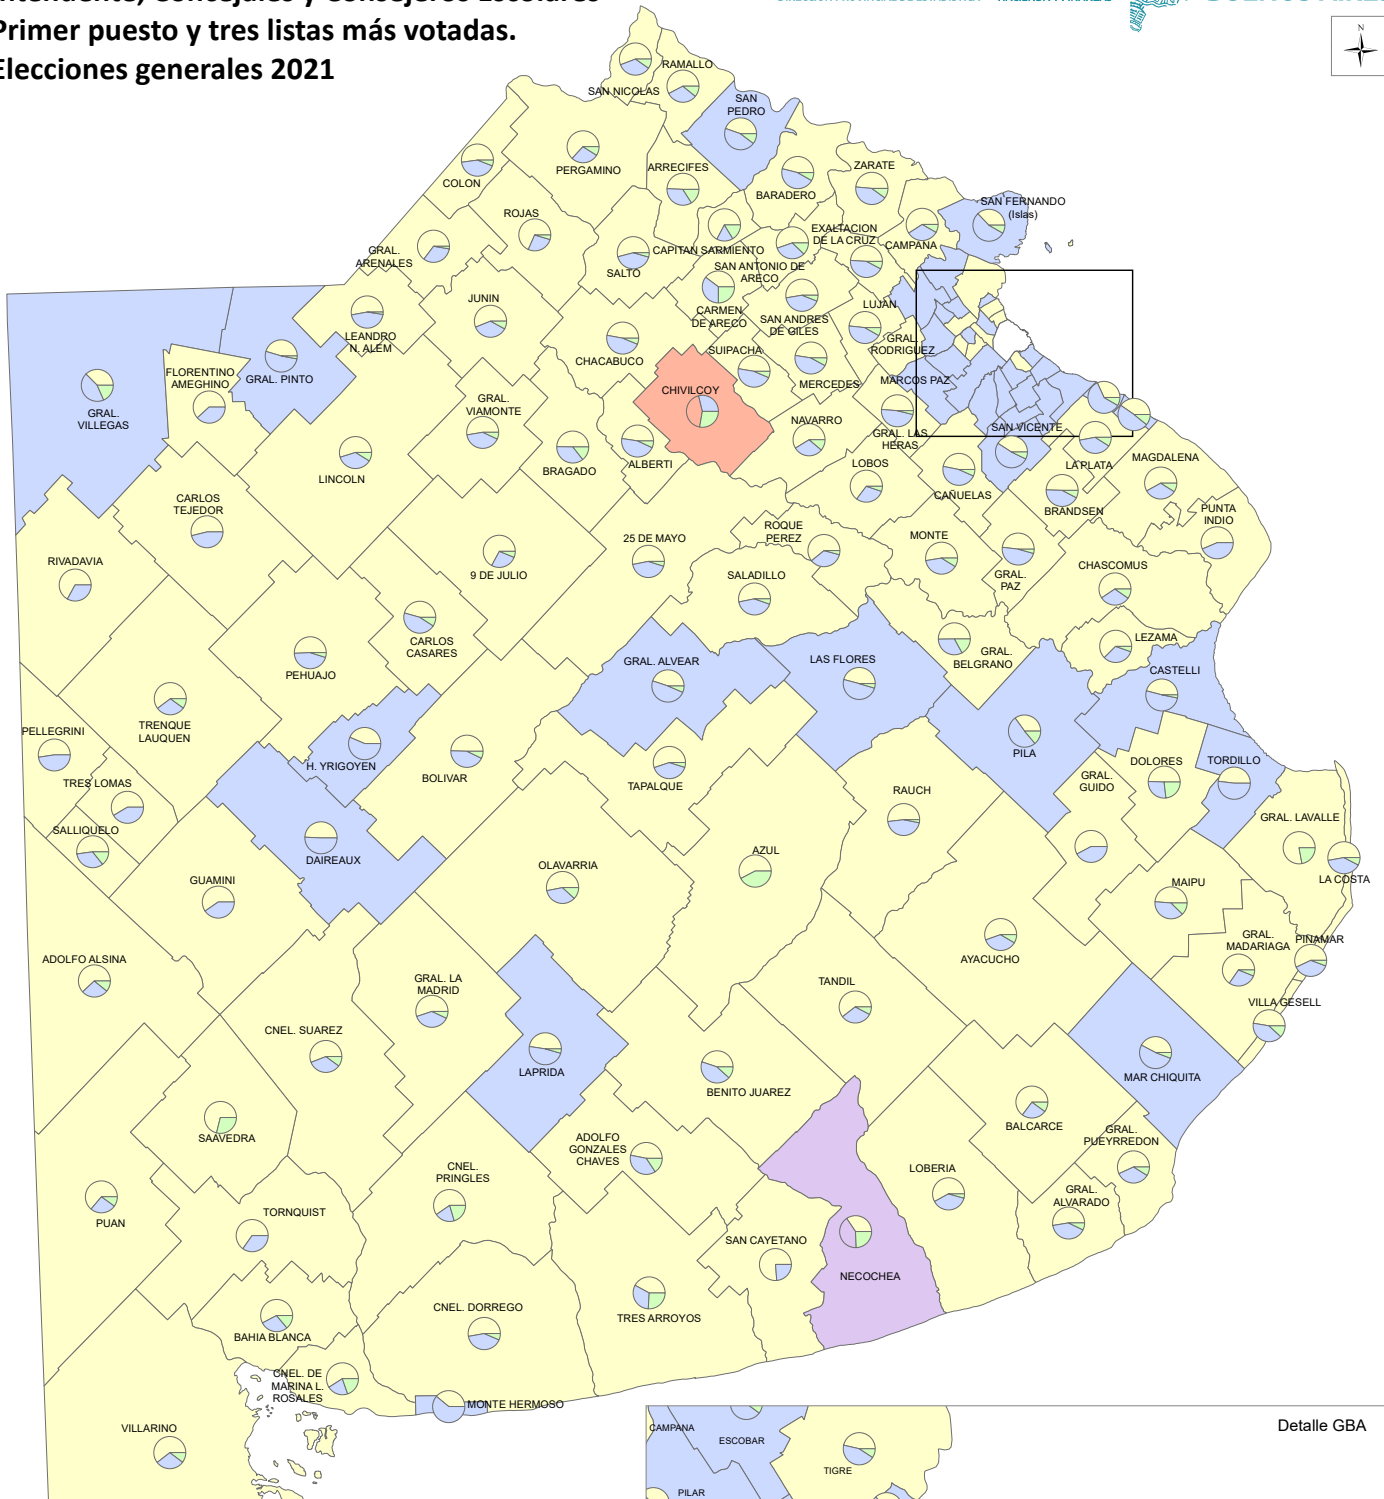 Primer puesto y tres listas más votadas.
Elecciones generales 2021
N
RAMALLO
SAN NICOLAS
SAN
PEDRO
PERGAMINO
ARRECIFES
ZARATE
COLON
BARADERO
SAN FERNANDO
(Islas)
ROJAS
EXALTACION
DE LA CRUZ
CAMPANA
GRAL.
ARENALES
CAPITAN SARMIENTO
SALTO
SAN ANTONIO DE
ARECO
JUNIN
LUJAN
CARMEN
DE ARECO
SAN ANDRES
DE GILES
LEANDRO
N. ALEM
GRAL.
RODRIGUEZ
SUIPACHA
CHACABUCO
FLORENTINO
AMEGHINO
GRAL. PINTO
MERCEDES
MARCOS PAZ
CHIVILCOY
GRAL.
VILLEGAS
GRAL.
VIAMONTE
NAVARRO
GRAL. LAS
HERAS
SAN VICENTE
LINCOLN
BRAGADO
ALBERTI
LOBOS
LA PLATA
MAGDALENA
CARLOS
TEJEDOR
CAÑUELAS
BRANDSEN
PUNTA
INDIO
ROQUE
PEREZ
25 DE MAYO
MONTE
RIVADAVIA
9 DE JULIO
GRAL.
PAZ
CHASCOMUS
SALADILLO
CARLOS
CASARES
LEZAMA
GRAL.
BELGRANO
PEHUAJO
GRAL. ALVEAR
LAS FLORES
CASTELLI
TRENQUE
LAUQUEN
PELLEGRINI
H. YRIGOYEN
BOLIVAR
PILA
DOLORES
TORDILLO
TRES LOMAS
TAPALQUE
GRAL.
GUIDO
RAUCH
GRAL. LAVALLE
SALLIQUELO
DAIREAUX
AZUL
OLAVARRIA
LA COSTA
GUAMINI
MAIPU
GRAL.
MADARIAGA
PINAMAR
ADOLFO ALSINA
AYACUCHO
GRAL. LA
MADRID
TANDIL
VILLA GESELL
CNEL. SUAREZ
LAPRIDA
MAR CHIQUITA
BENITO JUAREZ
BALCARCE
SAAVEDRA
GRAL.
PUEYRREDON
ADOLFO
GONZALES
CHAVES
CNEL.
PRINGLES
LOBERIA
GRAL.
ALVARADO
PUAN
TORNQUIST
SAN CAYETANO
NECOCHEA
CNEL. DORREGO
TRES ARROYOS
BAHIA BLANCA
CNEL. DE
MARINA L.
ROSALES
MONTE HERMOSO
VILLARINO
Detalle GBA
CAMPANA
ESCOBAR
TIGRE
PILAR